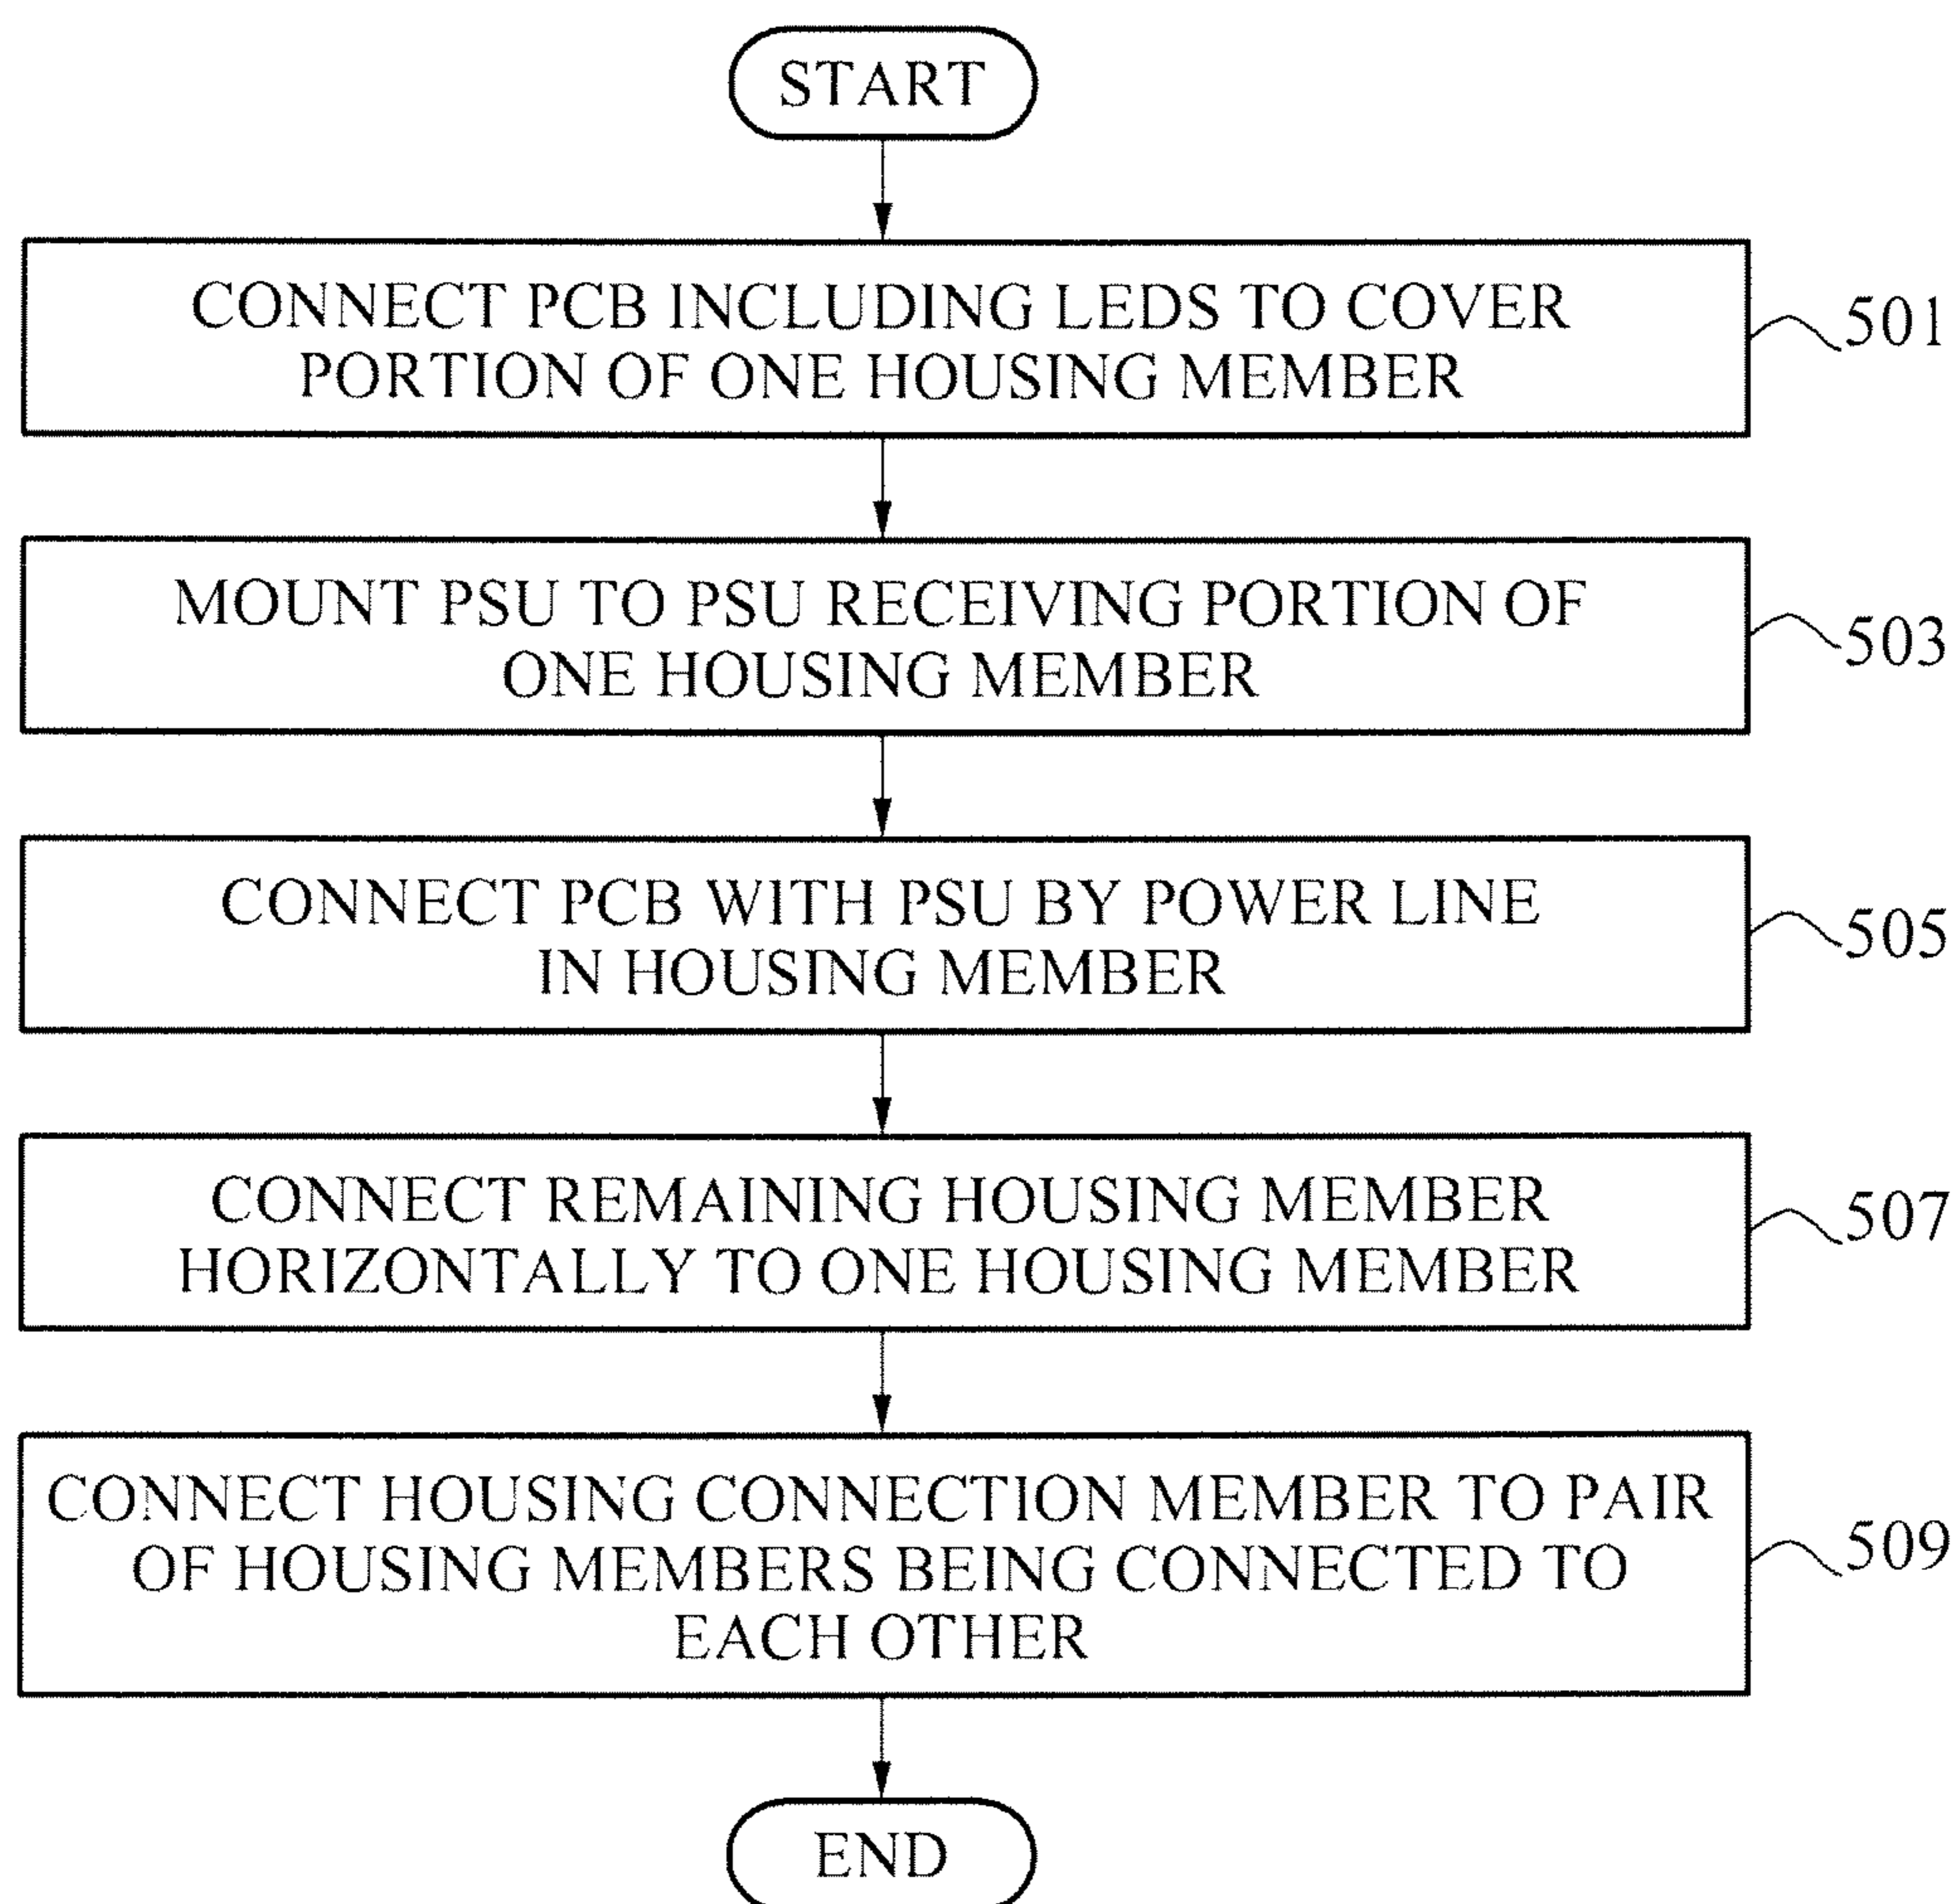 START
CONNECT PCB INCLUDING LEDS TO COVER
PORTION OF ONE HOUSING MEMBER
501
MOUNT PSU TO PSU RECEIVING PORTION OF
ONE HOUSING MEMBER
503
CONNECT PCB WITH PSU BY POWER LINE
IN HOUSING MEMBER
505
CONNECT REMAINING HOUSING MEMBER
HORIZONTALLY TO ONE HOUSING MEMBER
507
CONNECT HOUSING CONNECTION MEMBER TO PAIR
OF HOUSING MEMBERS BEING CONNECTED TO
EACH OTHER
509
END